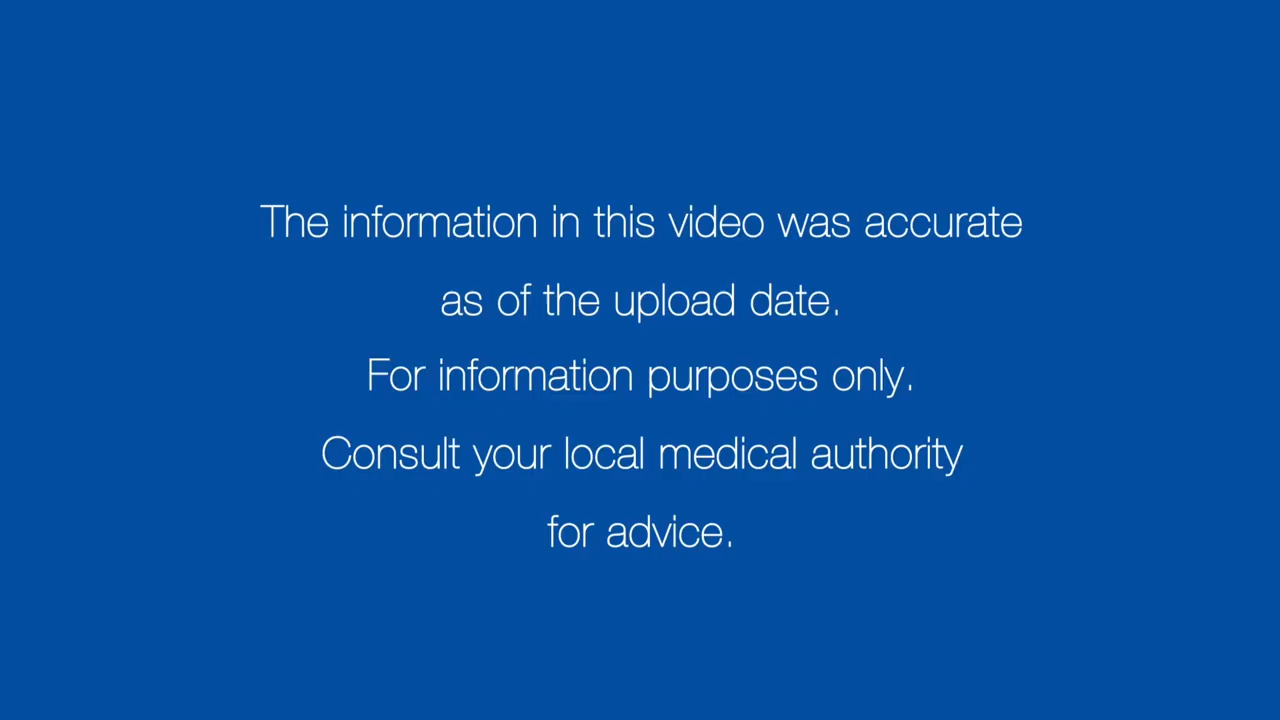 The information in this video was accurate
as of the upload date.
For information purposes only.
Consult your local medical authority
for advice.